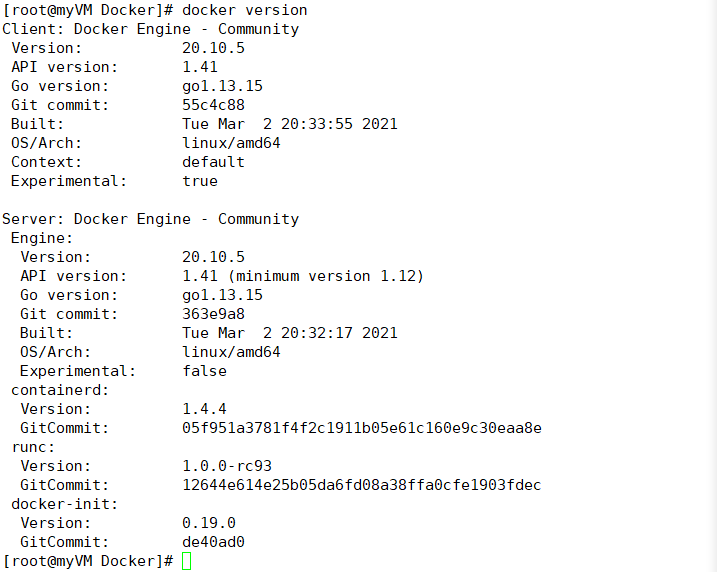 [root@myVM Docker]# docker version
Client: Docker Engine - Community
 Version:           20.10.5
 API version:       1.41
 Go version:        go1.13.15
 Git commit:        55c4c88
 Built:             Tue Mar  2 20:33:55 2021
 OS/Arch:           linux/amd64
 Context:           default
 Experimental:      true

Server: Docker Engine - Community
 Engine:
  Version:          20.10.5
  API version:      1.41 (minimum version 1.12)
  Go version:       go1.13.15
  Git commit:       363e9a8
  Built:            Tue Mar  2 20:32:17 2021
  OS/Arch:          linux/amd64
  Experimental:     false
 containerd:
  Version:          1.4.4
  GitCommit:        05f951a3781f4f2c1911b05e61c160e9c30eaa8e
 runc:
  Version:          1.0.0-rc93
  GitCommit:        12644e614e25b05da6fd08a38ffa0cfe1903fdec
 docker-init:
  Version:          0.19.0
  GitCommit:        de40ad0
[root@myVM Docker]#